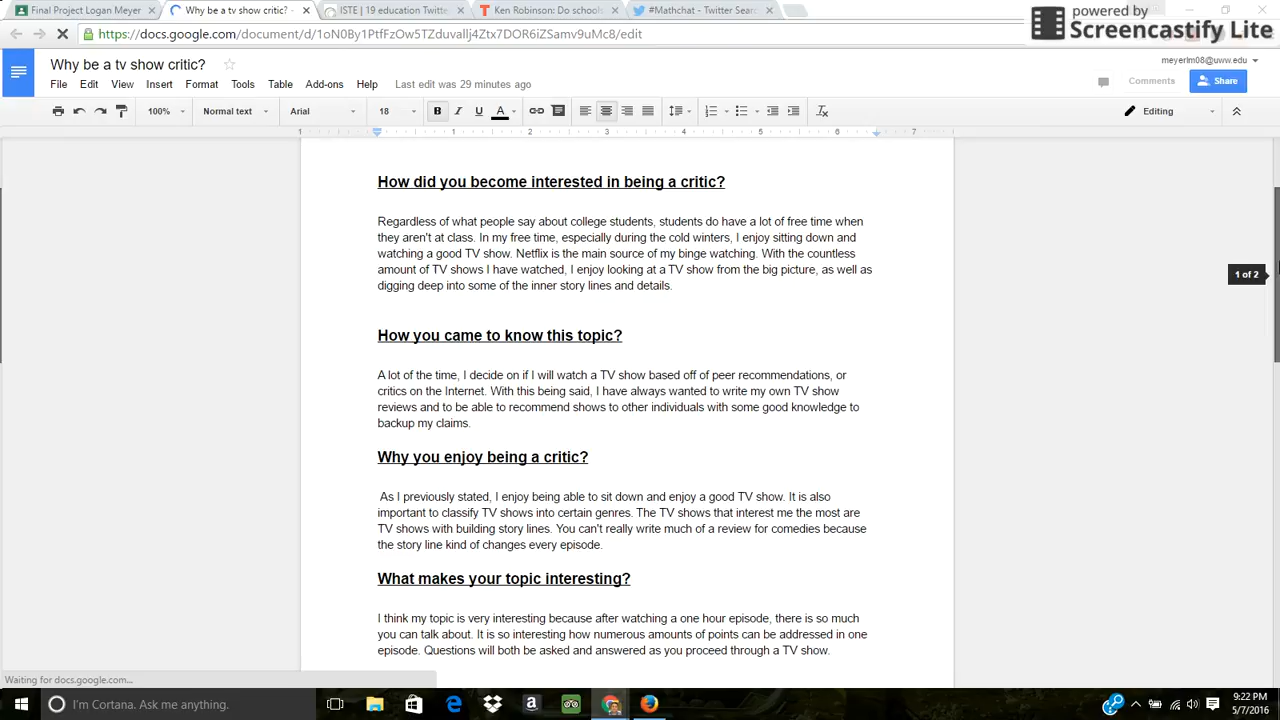 Final Project Logan Meyer
Why be a tv show critic? -
ISTE | 19 education Twitte
Ken Robinson: Do schools
#Mathchat - Twitter Sear
powered by
Screencastify Lite
Why be a tv show critic?
meyerlm08@uww.edu
File Edit View Insert Format Tools Table Add-ons Help Last edit was 29 minutes ago
Comments
Share
100% Normal text Arial 18 B I U A Editing
1 1 2 3 4 5 6 7
How did you become interested in being a critic?
Regardless of what people say about college students, students do have a lot of free time when
they aren't at class. In my free time, especially during the cold winters, I enjoy sitting down and
watching a good TV show. Netflix is the main source of my binge watching. With the countless
amount of TV shows I have watched, I enjoy looking at a TV show from the big picture, as well as
digging deep into some of the inner story lines and details.
1 of 2
How you came to know this topic?
A lot of the time, I decide on if I will watch a TV show based off of peer recommendations, or
critics on the Internet. With this being said, I have always wanted to write my own TV show
reviews and to be able to recommend shows to other individuals with some good knowledge to
backup my claims.
Why you enjoy being a critic?
As I previously stated, I enjoy being able to sit down and enjoy a good TV show. It is also
important to classify TV shows into certain genres. The TV shows that interest me the most are
TV shows with building story lines. You can't really write much of a review for comedies because
the story line kind of changes every episode.
What makes your topic interesting?
I think my topic is very interesting because after watching a one hour episode, there is so much
you can talk about. It is so interesting how numerous amounts of points can be addressed in one
episode. Questions will both be asked and answered as you proceed through a TV show.
Waiting for docs.google.com...
I'm Cortana. Ask me anything.
9:22 PM
5/7/2016